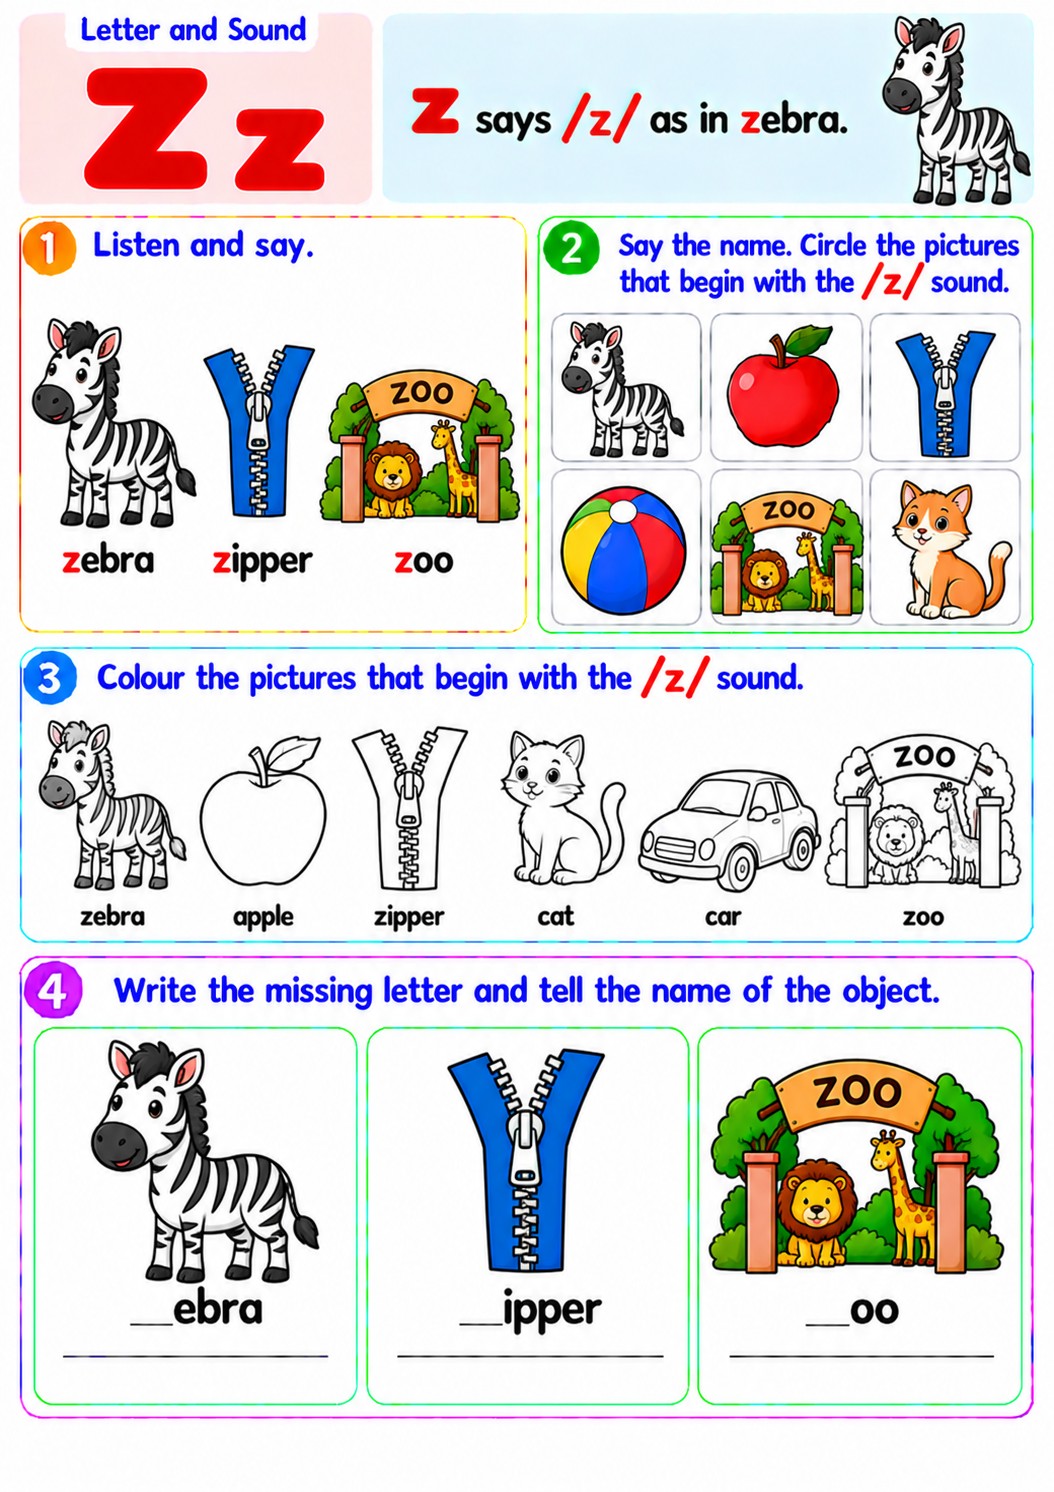 Letter and Sound
Z z
z says /z/ as in zebra.
1 Listen and say.
ZOO
zebra zipper zoo
2 Say the name. Circle the pictures
that begin with the /z/ sound.
ZOO
3 Colour the pictures that begin with the /z/ sound.
ZOO
zebra apple zipper cat car zoo
4 Write the missing letter and tell the name of the object.
ZOO
__ebra __ipper __oo